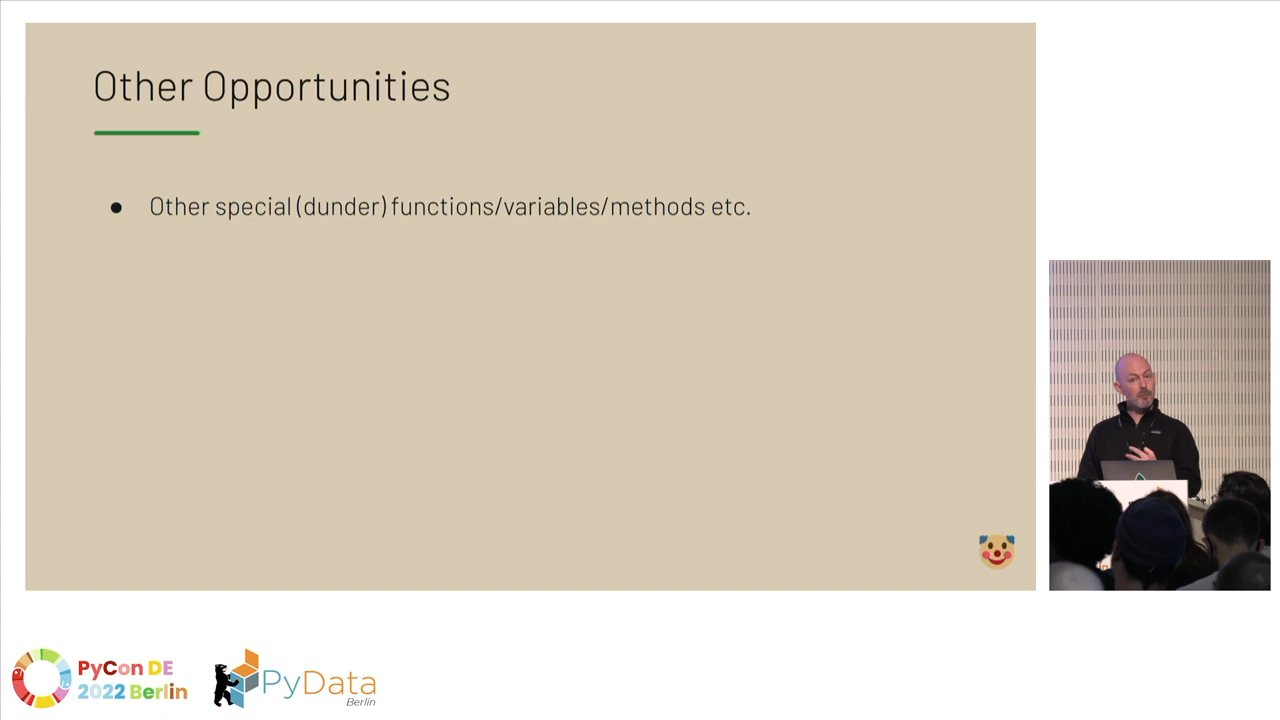 Other Opportunities
● Other special (dunder) functions/variables/methods etc.
PyCon DE
2022 Berlin
PyData
Berlin